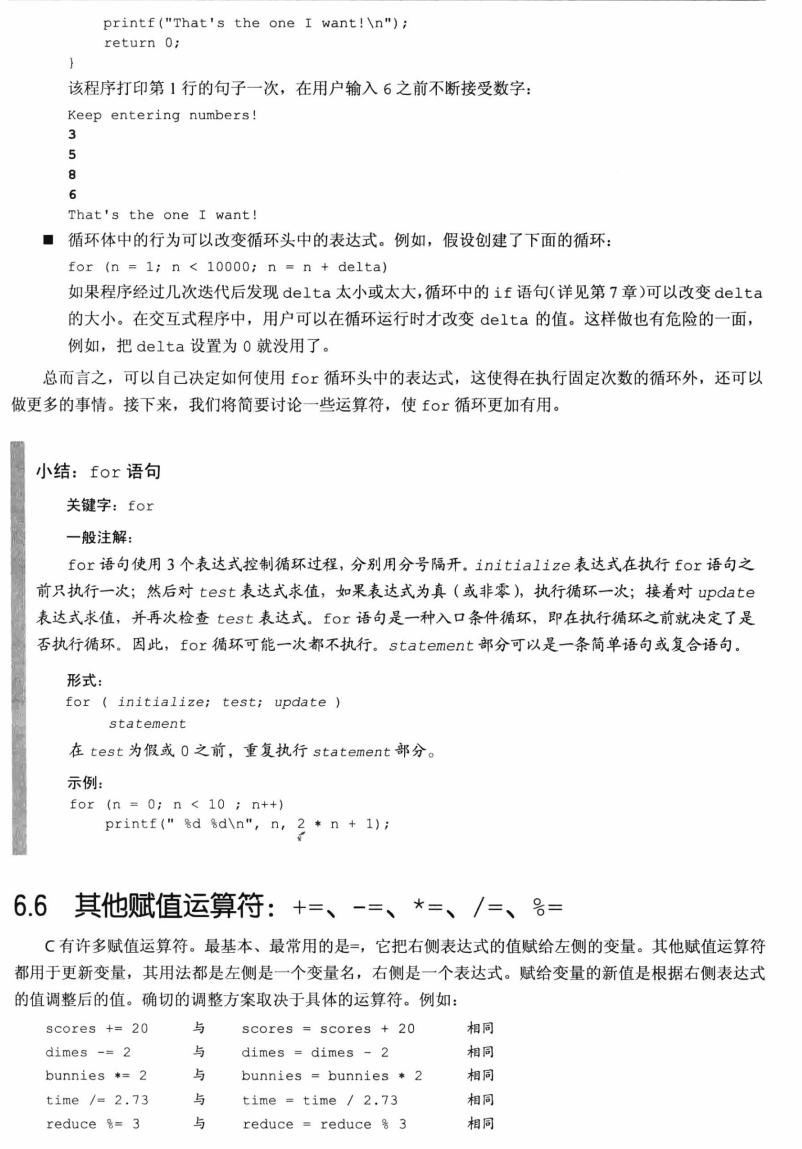 printf("That's the one I want!\n");
return 0;
}
该程序打印第 1 行的句子一次，在用户输入 6 之前不断接受数字：
Keep entering numbers!
3
5
8
6
That's the one I want!
■ 循环体中的行为可以改变循环头中的表达式。例如，假设创建了下面的循环：
for (n = 1; n < 10000; n = n + delta)
如果程序经过几次迭代后发现 delta 太小或太大，循环中的 if 语句（详见第 7 章）可以改变 delta
的大小。在交互式程序中，用户可以在循环运行时才改变 delta 的值。这样做也有危险的一面，
例如，把 delta 设置为 0 就没用了。
总而言之，可以自己决定如何使用 for 循环头中的表达式，这使得在执行固定次数的循环外，还可以
做更多的事情。接下来，我们将简要讨论一些运算符，使 for 循环更加有用。
小结：for 语句
关键字：for
一般注解：
for 语句使用 3 个表达式控制循环过程，分别用分号隔开。initialize 表达式在执行 for 语句之
前只执行一次；然后对 test 表达式求值，如果表达式为真（或非零），执行循环一次；接着对 update
表达式求值，并再次检查 test 表达式。for 语句是一种入口条件循环，即在执行循环之前就决定了是
否执行循环。因此，for 循环可能一次都不执行。statement 部分可以是一条简单语句或复合语句。
形式：
for ( initialize; test; update )
statement
在 test 为假或 0 之前，重复执行 statement 部分。
示例：
for (n = 0; n < 10 ; n++)
printf(" %d %d\n", n, 2 * n + 1);
6.6 其他赋值运算符：+=、-=、*=、/=、%=
C 有许多赋值运算符。最基本、最常用的是=，它把右侧表达式的值赋给左侧的变量。其他赋值运算符
都用于更新变量，其用法都是左侧是一个变量名，右侧是一个表达式。赋给变量的新值是根据右侧表达式
的值调整后的值。确切的调整方案取决于具体的运算符。例如：
scores += 20 与 scores = scores + 20 相同
dimes -= 2 与 dimes = dimes - 2 相同
bunnies *= 2 与 bunnies = bunnies * 2 相同
time /= 2.73 与 time = time / 2.73 相同
reduce %= 3 与 reduce = reduce % 3 相同